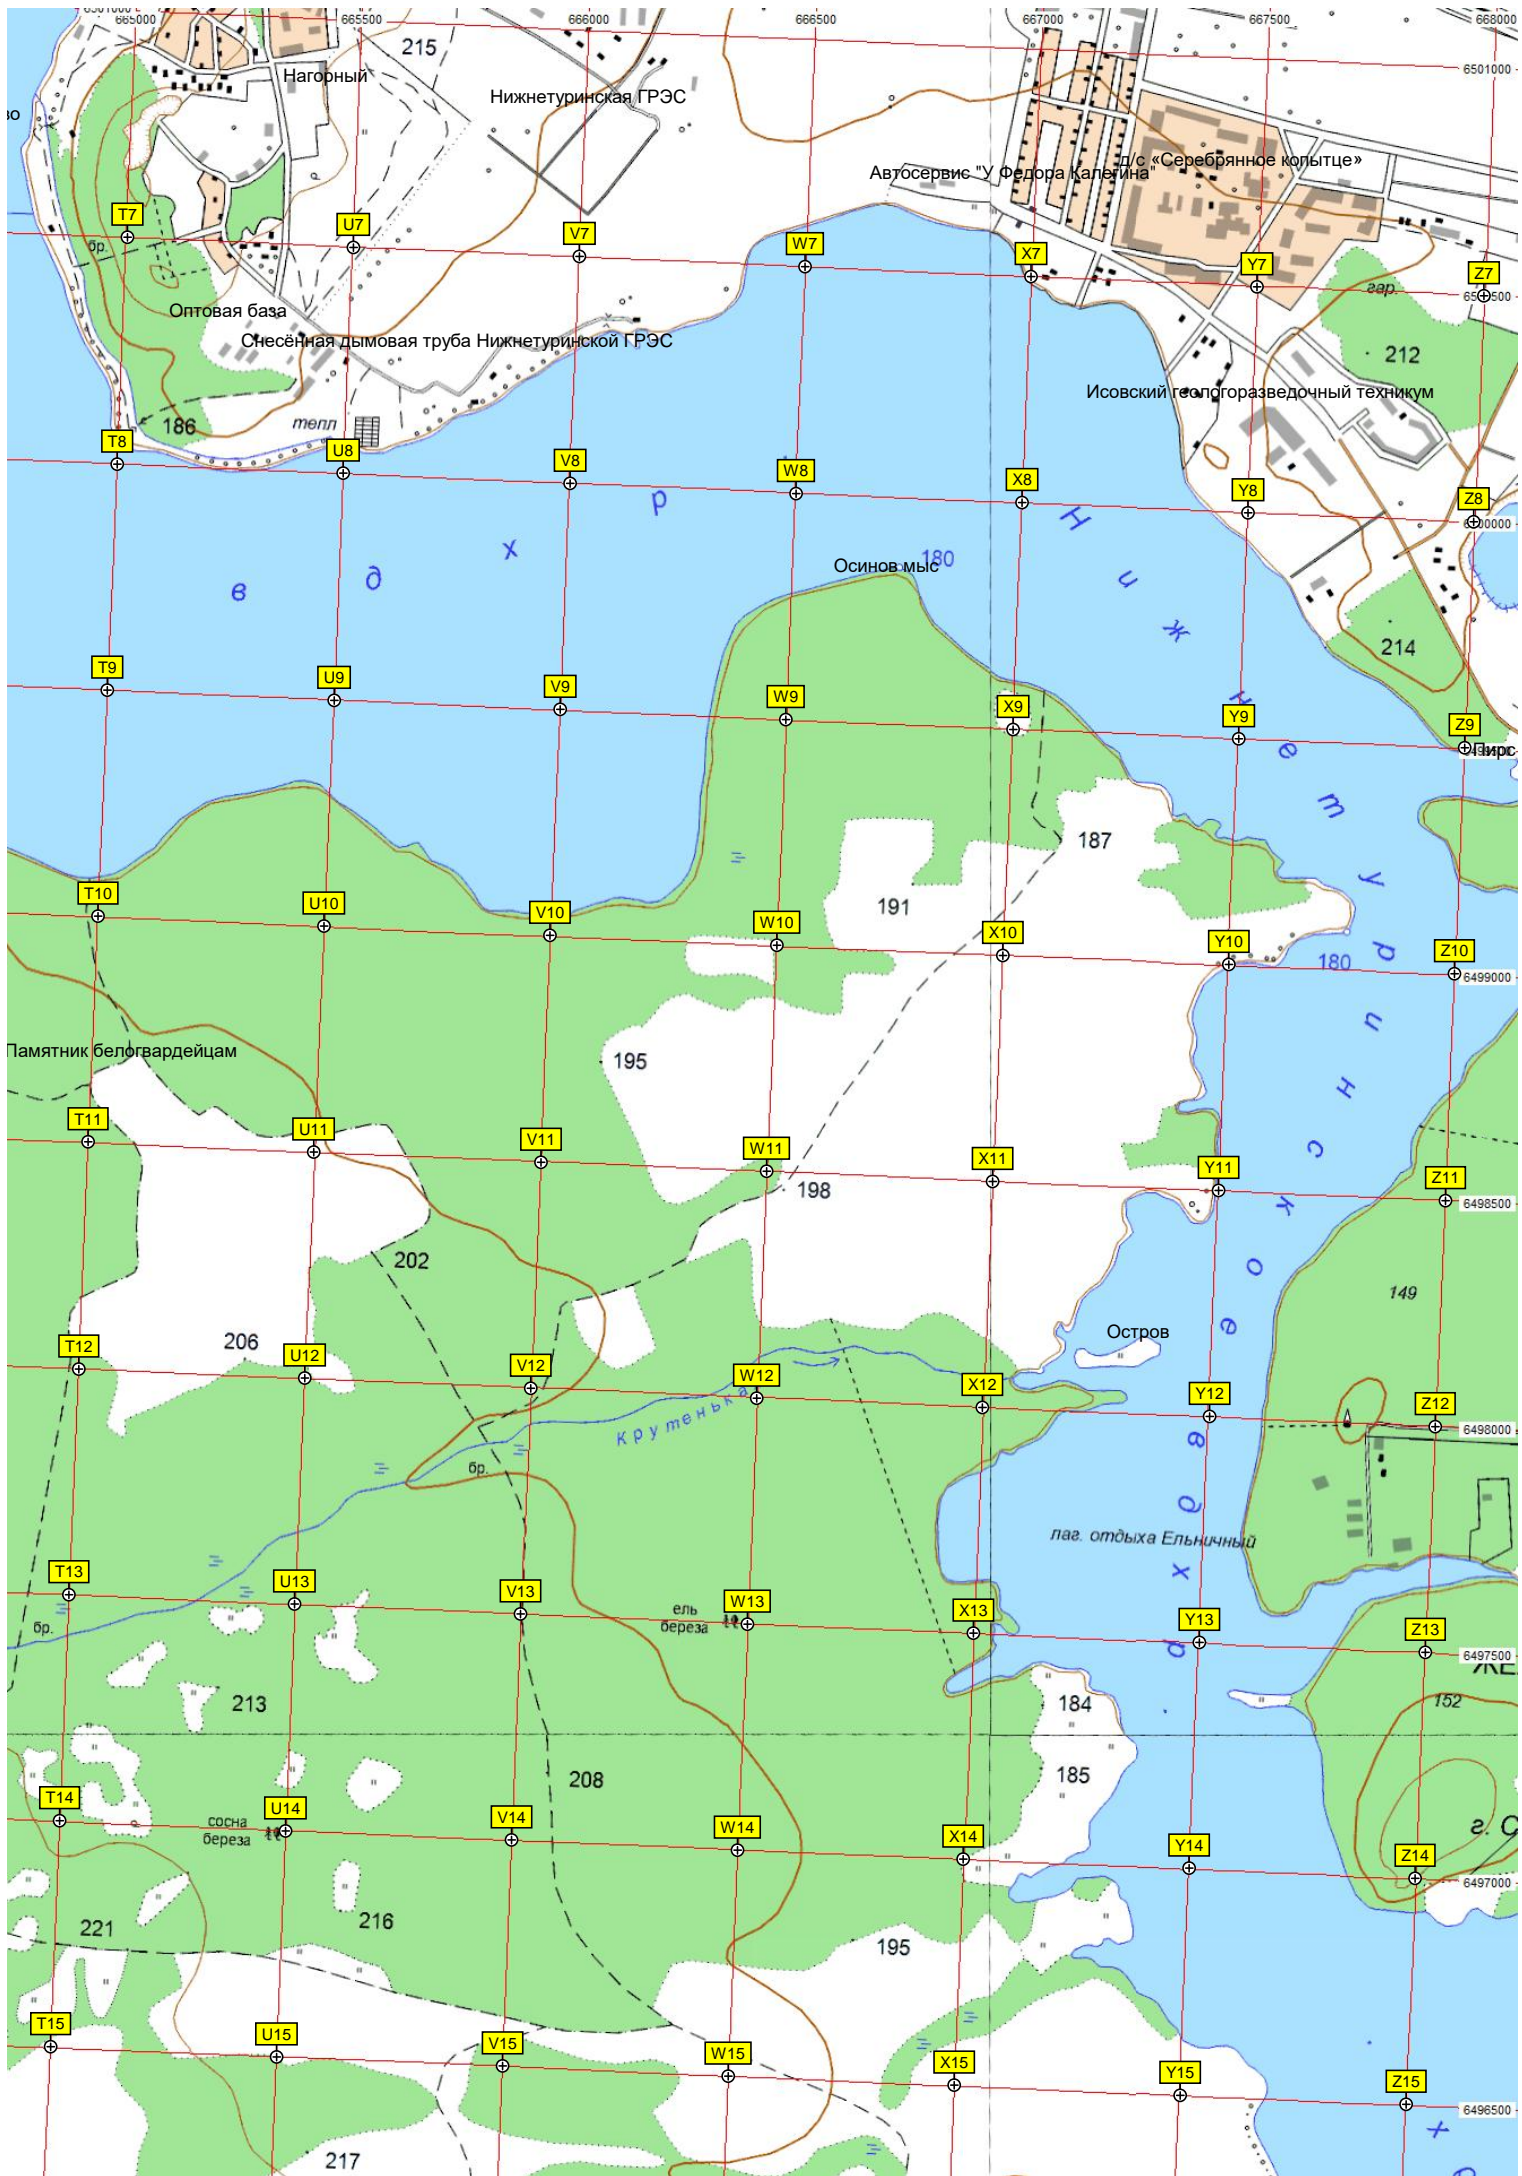 665000
665500
666000
666500
667000
667500
668000
6501000
215
Нагорный
Нижнетуринская ГРЭС
во
д/с «Серебрянное копытце»
Автосервис "У Федора Калегина"
T7
U7
V7
W7
X7
Y7
Z7
бр.
гар.
Оптовая база
Снесённая дымовая труба Нижнетуринской ГРЭС
212
Исовский геологоразведочный техникум
186
тепл
T8
U8
V8
W8
X8
Y8
Z8
вдхр
Нижнетуринское вдхр
Осинов мыс
180
214
T9
U9
V9
W9
X9
Y9
Z9
Пирс
187
191
T10
U10
V10
W10
X10
Y10
Z10
180
6499000
Памятник белогвардейцам
195
T11
U11
V11
W11
X11
Y11
Z11
198
6498500
202
149
206
Остров
T12
U12
V12
W12
X12
Y12
Z12
Крутенька
6498000
бр.
лаг. отдыха Ельничный
T13
U13
V13
W13
X13
Y13
Z13
ель
береза
бр.
6497500
213
184
152
185
208
T14
U14
V14
W14
X14
Y14
Z14
сосна
береза
г. С
6497000
221
216
195
T15
U15
V15
W15
X15
Y15
Z15
6496500
х
217